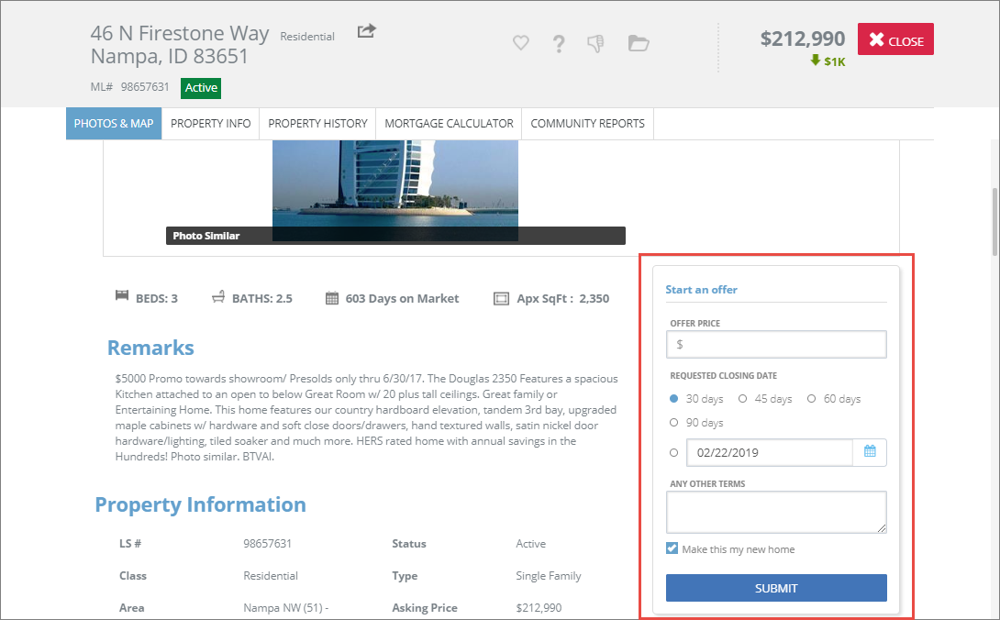 46 N Firestone Way Residential
Nampa, ID 83651
ML# 98657631 Active
$212,990
$1K
CLOSE
PHOTOS & MAP PROPERTY INFO PROPERTY HISTORY MORTGAGE CALCULATOR COMMUNITY REPORTS
Photo Similar
BEDS: 3 BATHS: 2.5 603 Days on Market Apx SqFt : 2,350
Remarks
$5000 Promo towards showroom/ Presolds only thru 6/30/17. The Douglas 2350 Features a spacious
Kitchen attached to an open to below Great Room w/ 20 plus tall ceilings. Great family or
Entertaining Home. This home features our country hardboard elevation, tandem 3rd bay, upgraded
maple cabinets w/ hardware and soft close doors/drawers, hand textured walls, satin nickel door
hardware/lighting, tiled soaker and much more. HERS rated home with annual savings in the
Hundreds! Photo similar. BTVAI.
Property Information
LS # 98657631 Status Active
Class Residential Type Single Family
Area Nampa NW (51) - Asking Price $212,990
Start an offer
OFFER PRICE
$
REQUESTED CLOSING DATE
30 days 45 days 60 days
90 days
02/22/2019
ANY OTHER TERMS
Make this my new home
SUBMIT